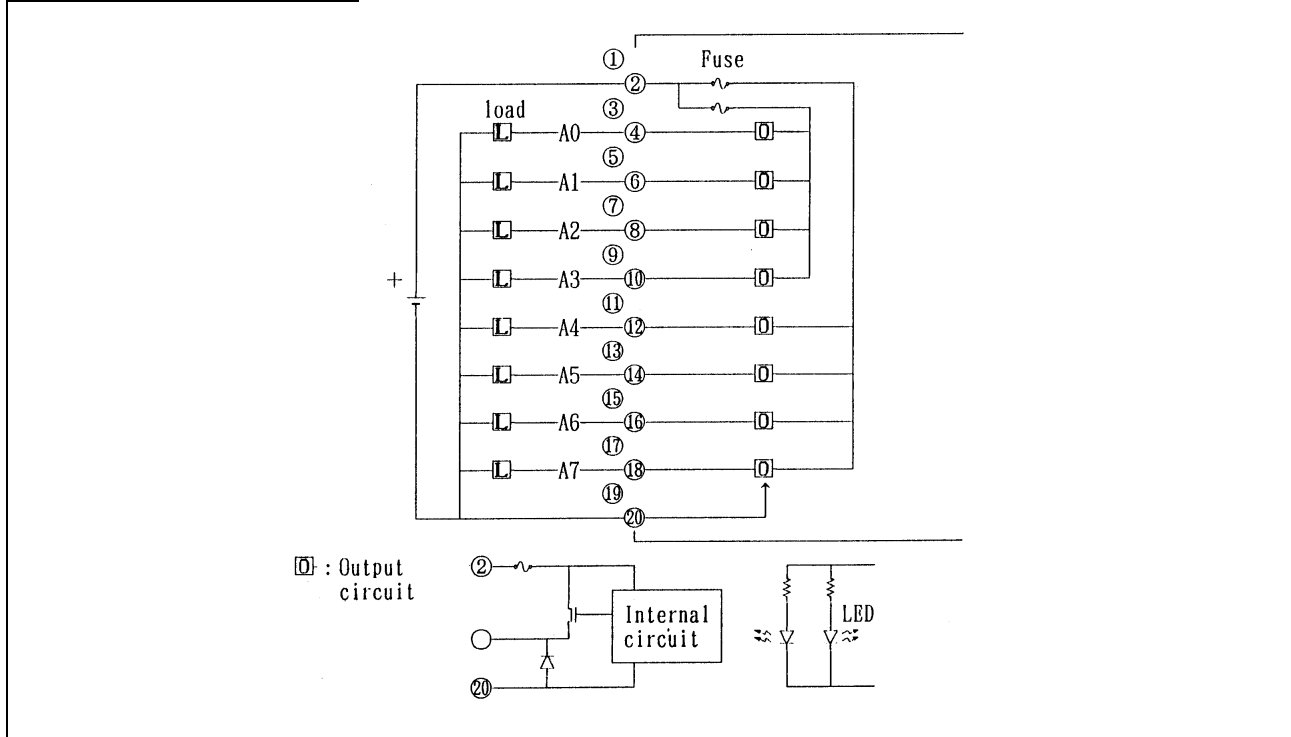 ①
Fuse
②
load
③
L A0 ④ O
⑤
L A1 ⑥ O
⑦
L A2 ⑧ O
⑨
L A3 ⑩ O
+
⑪
L A4 ⑫ O
⑬
L A5 ⑭ O
⑮
L A6 ⑯ O
⑰
L A7 ⑱ O
⑲
⑳
O : Output
circuit
②
Internal
circuit
⑳
LED